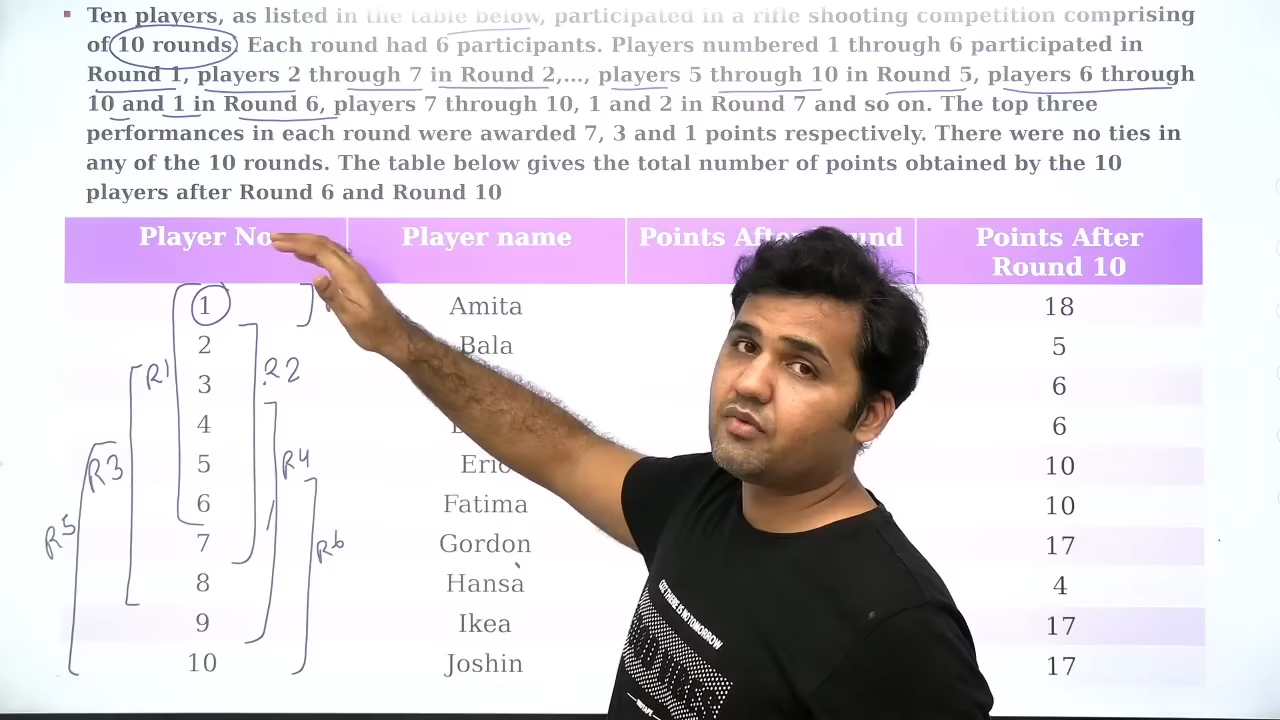 Ten players, as listed in the table below, participated in a rifle shooting competition comprising
of 10 rounds. Each round had 6 participants. Players numbered 1 through 6 participated in
Round 1, players 2 through 7 in Round 2,..., players 5 through 10 in Round 5, players 6 through
10 and 1 in Round 6, players 7 through 10, 1 and 2 in Round 7 and so on. The top three
performances in each round were awarded 7, 3 and 1 points respectively. There were no ties in
any of the 10 rounds. The table below gives the total number of points obtained by the 10
players after Round 6 and Round 10
Player No Player name Points After Points After
Round 10
1 Amita 18
2 Bala 5
3 6
4 6
5 Eric 10
6 Fatima 10
7 Gordon 17
8 Hansa 4
9 Ikea 17
10 Joshin 17
R1
R2
R3
R4
R5
R6
THERE IS NO TOMORROW